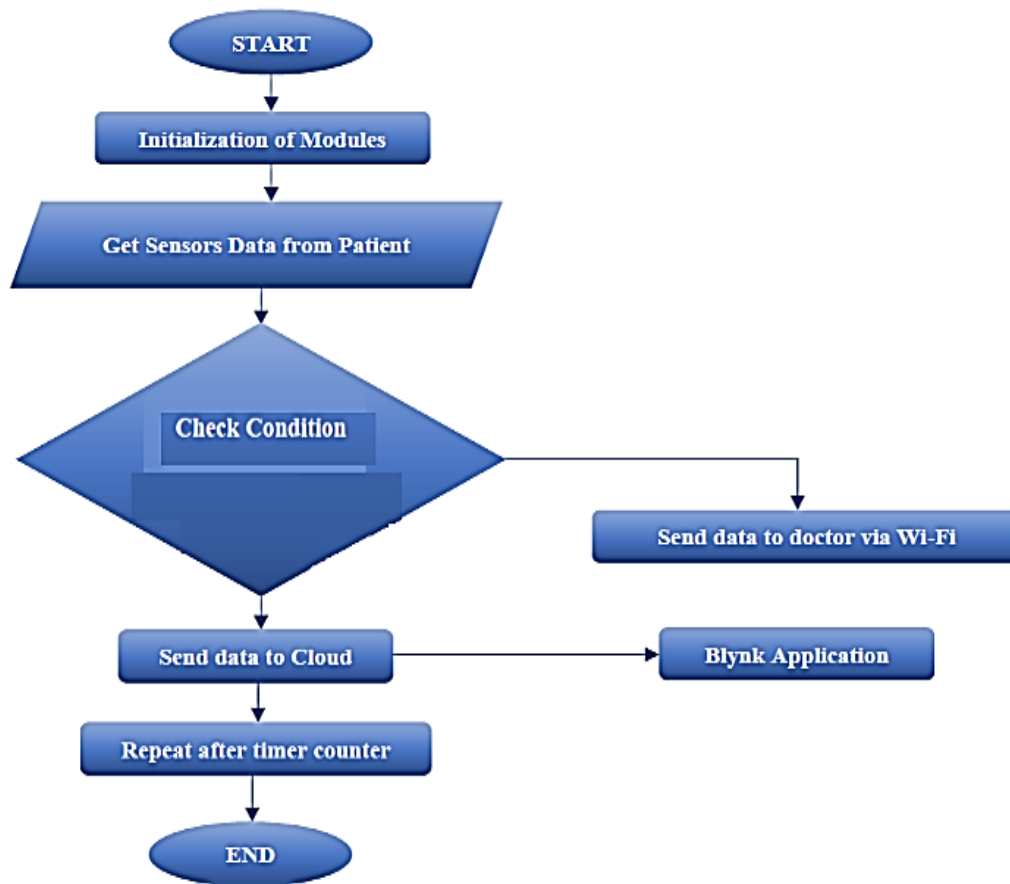 START
Initialization of Modules
Get Sensors Data from Patient
Check Condition
Send data to doctor via Wi-Fi
Send data to Cloud
Blynk Application
Repeat after timer counter
END